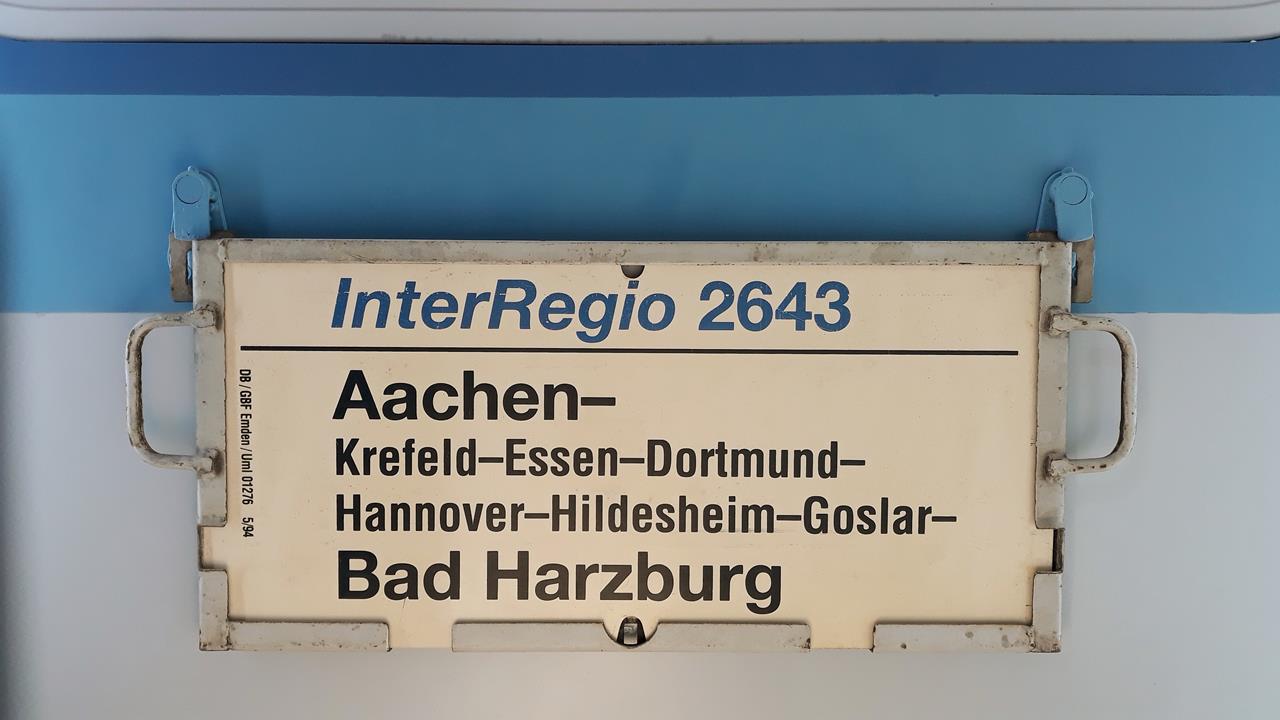 InterRegio 2643
Aachen–
Krefeld–Essen–Dortmund–
Hannover–Hildesheim–Goslar–
Bad Harzburg
DB / GBF Emden / Uml 01276 5/94